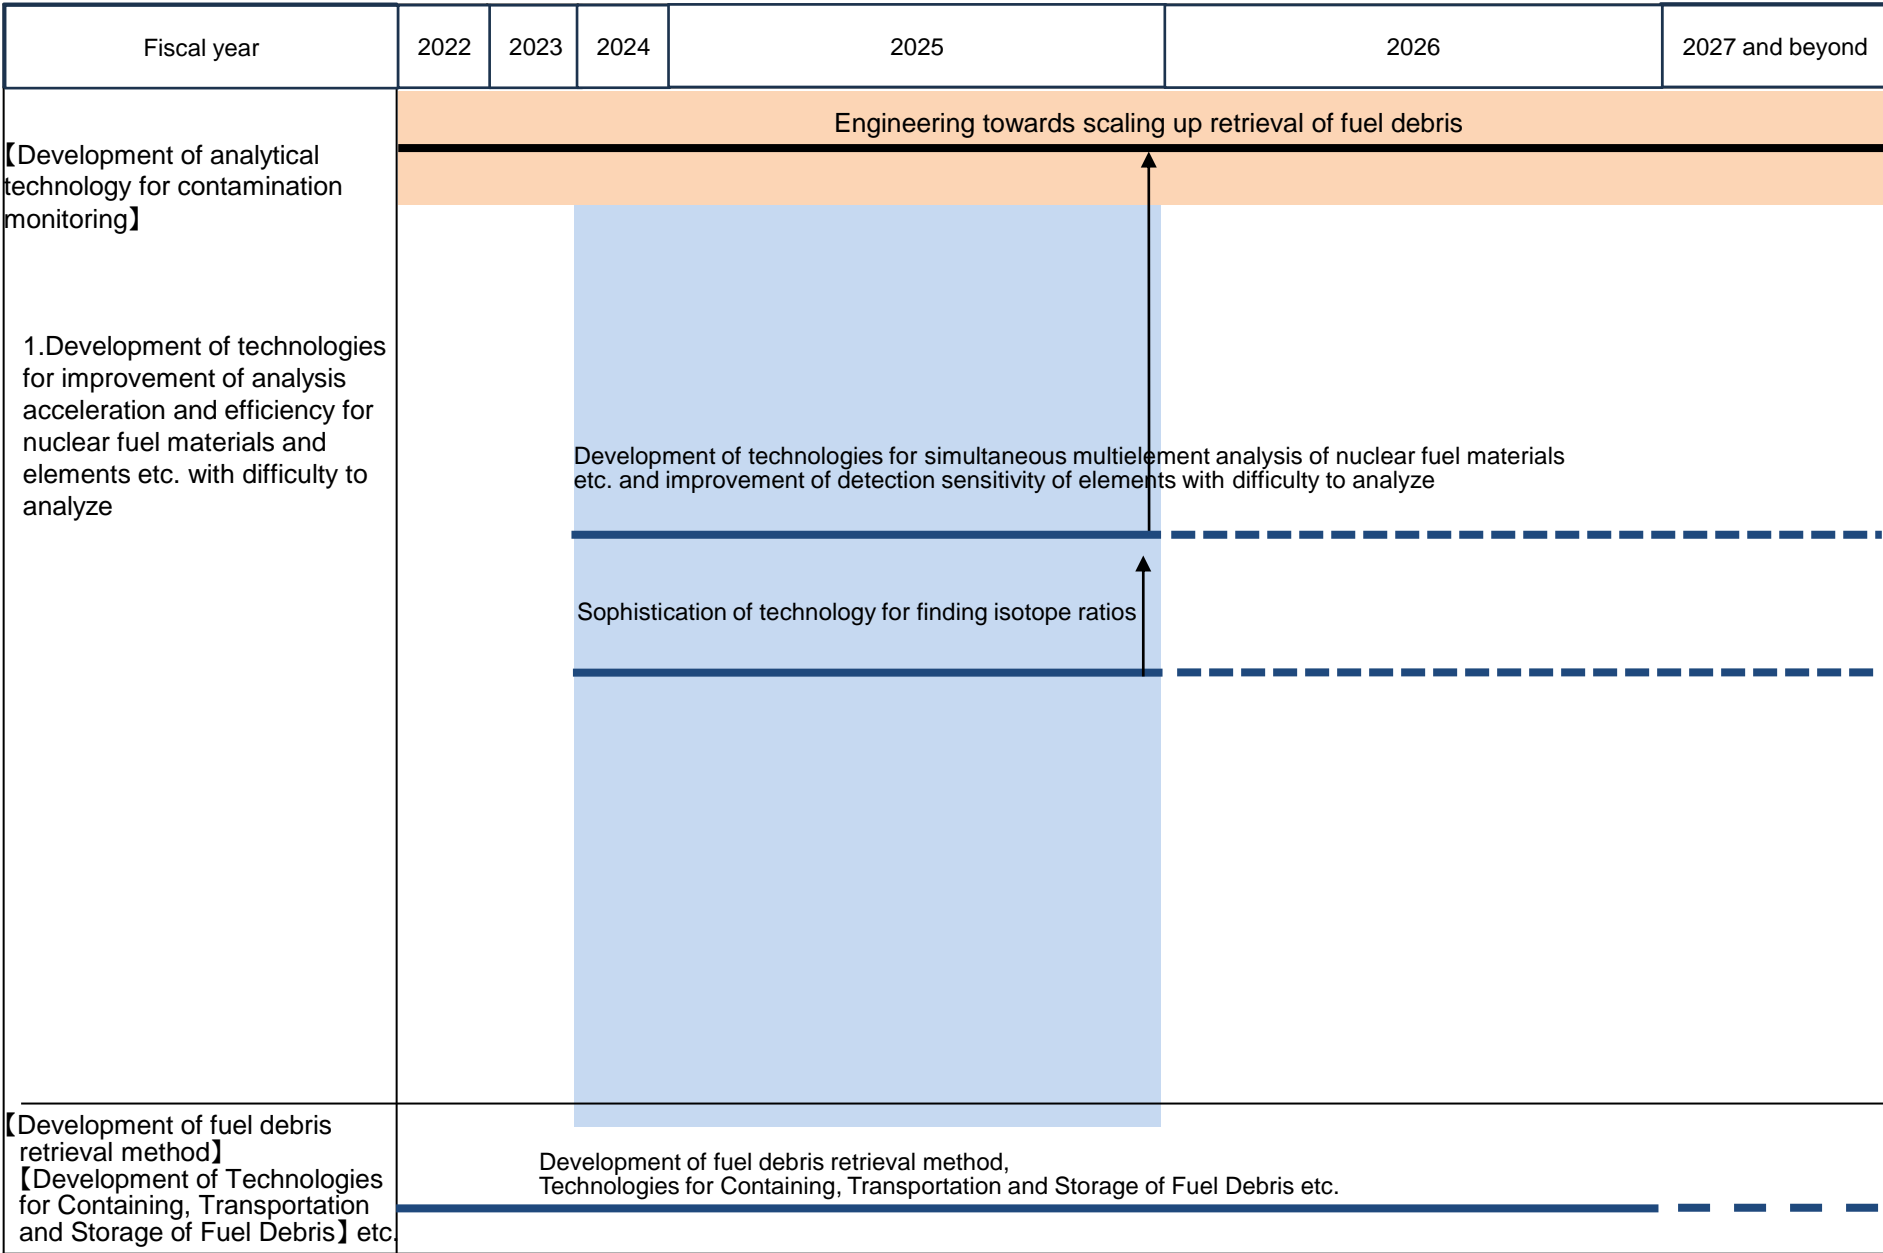 Fiscal year
2022
2023
2024
2025
2026
2027 and beyond
Engineering towards scaling up retrieval of fuel debris
【Development of analytical
technology for contamination
monitoring】
1.Development of technologies
for improvement of analysis
acceleration and efficiency for
nuclear fuel materials and
elements etc. with difficulty to
analyze
Development of technologies for simultaneous multielement analysis of nuclear fuel materials
etc. and improvement of detection sensitivity of elements with difficulty to analyze
Sophistication of technology for finding isotope ratios
【Development of fuel debris
retrieval method】
【Development of Technologies
for Containing, Transportation
and Storage of Fuel Debris】 etc.
Development of fuel debris retrieval method,
Technologies for Containing, Transportation and Storage of Fuel Debris etc.